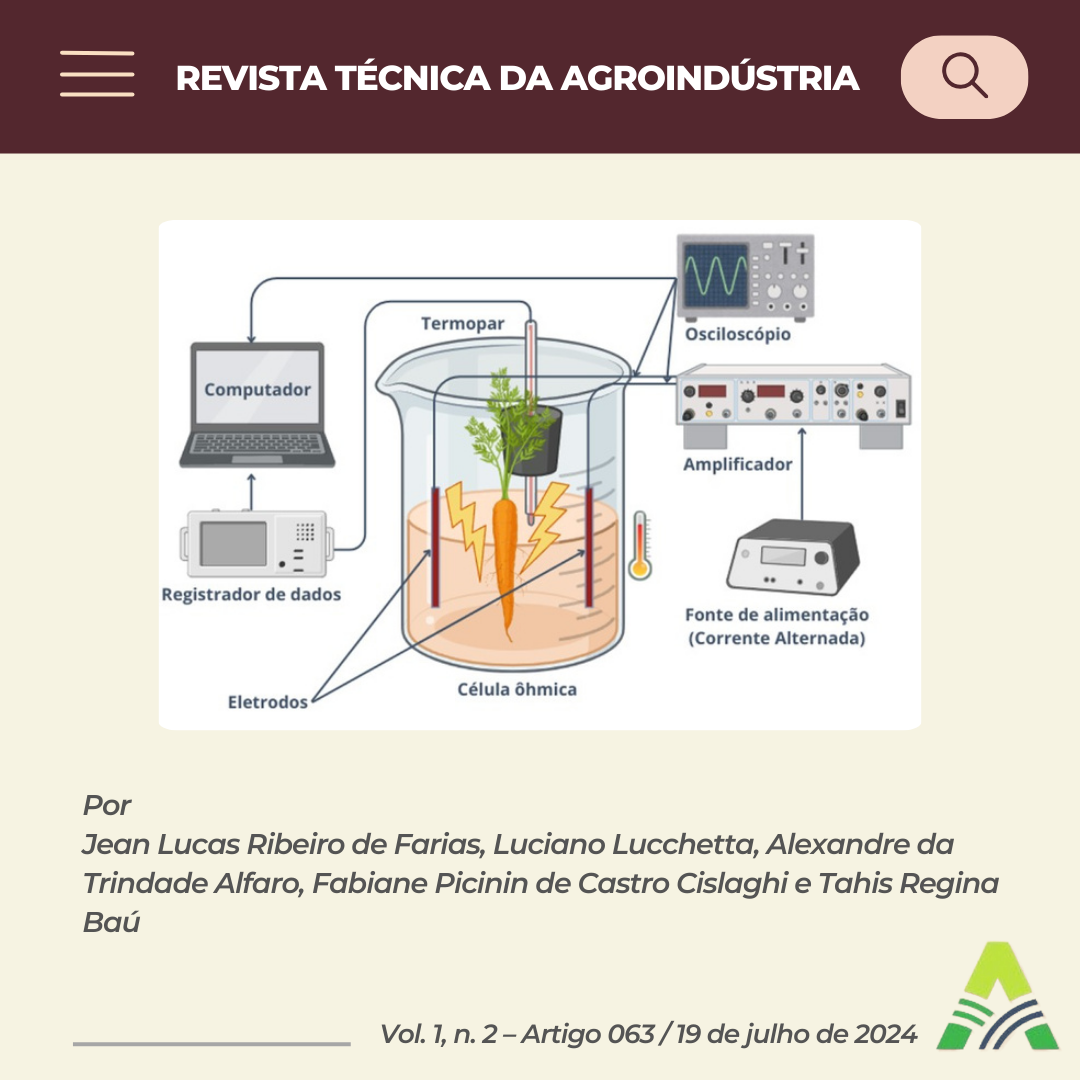 REVISTA TÉCNICA DA AGROINDÚSTRIA
Termopar
Osciloscópio
Computador
Amplificador
Registrador de dados
Fonte de alimentação
(Corrente Alternada)
Célula ôhmica
Eletrodos
Por
Jean Lucas Ribeiro de Farias, Luciano Lucchetta, Alexandre da
Trindade Alfaro, Fabiane Picinin de Castro Cislaghi e Tahis Regina
Baú
Vol. 1, n. 2 – Artigo 063 / 19 de julho de 2024